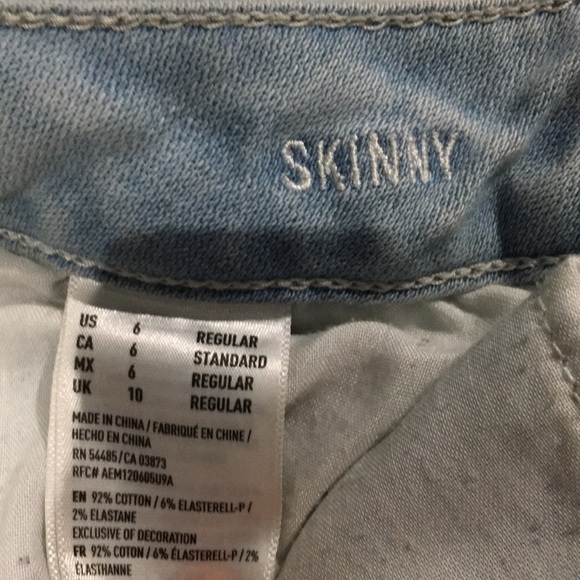 SKINNY
US 6 REGULAR
CA 6 STANDARD
MX 6 REGULAR
UK 10 REGULAR
MADE IN CHINA / FABRIQUÉ EN CHINE /
HECHO EN CHINA
RN 54485/CA 03873
RFC# AEM120605U9A
EN 92% COTTON / 6% ELASTERELL-P /
2% ELASTANE
EXCLUSIVE OF DECORATION
FR 92% COTON / 6% ÉLASTERELL-P / 2%
ÉLASTHANNE